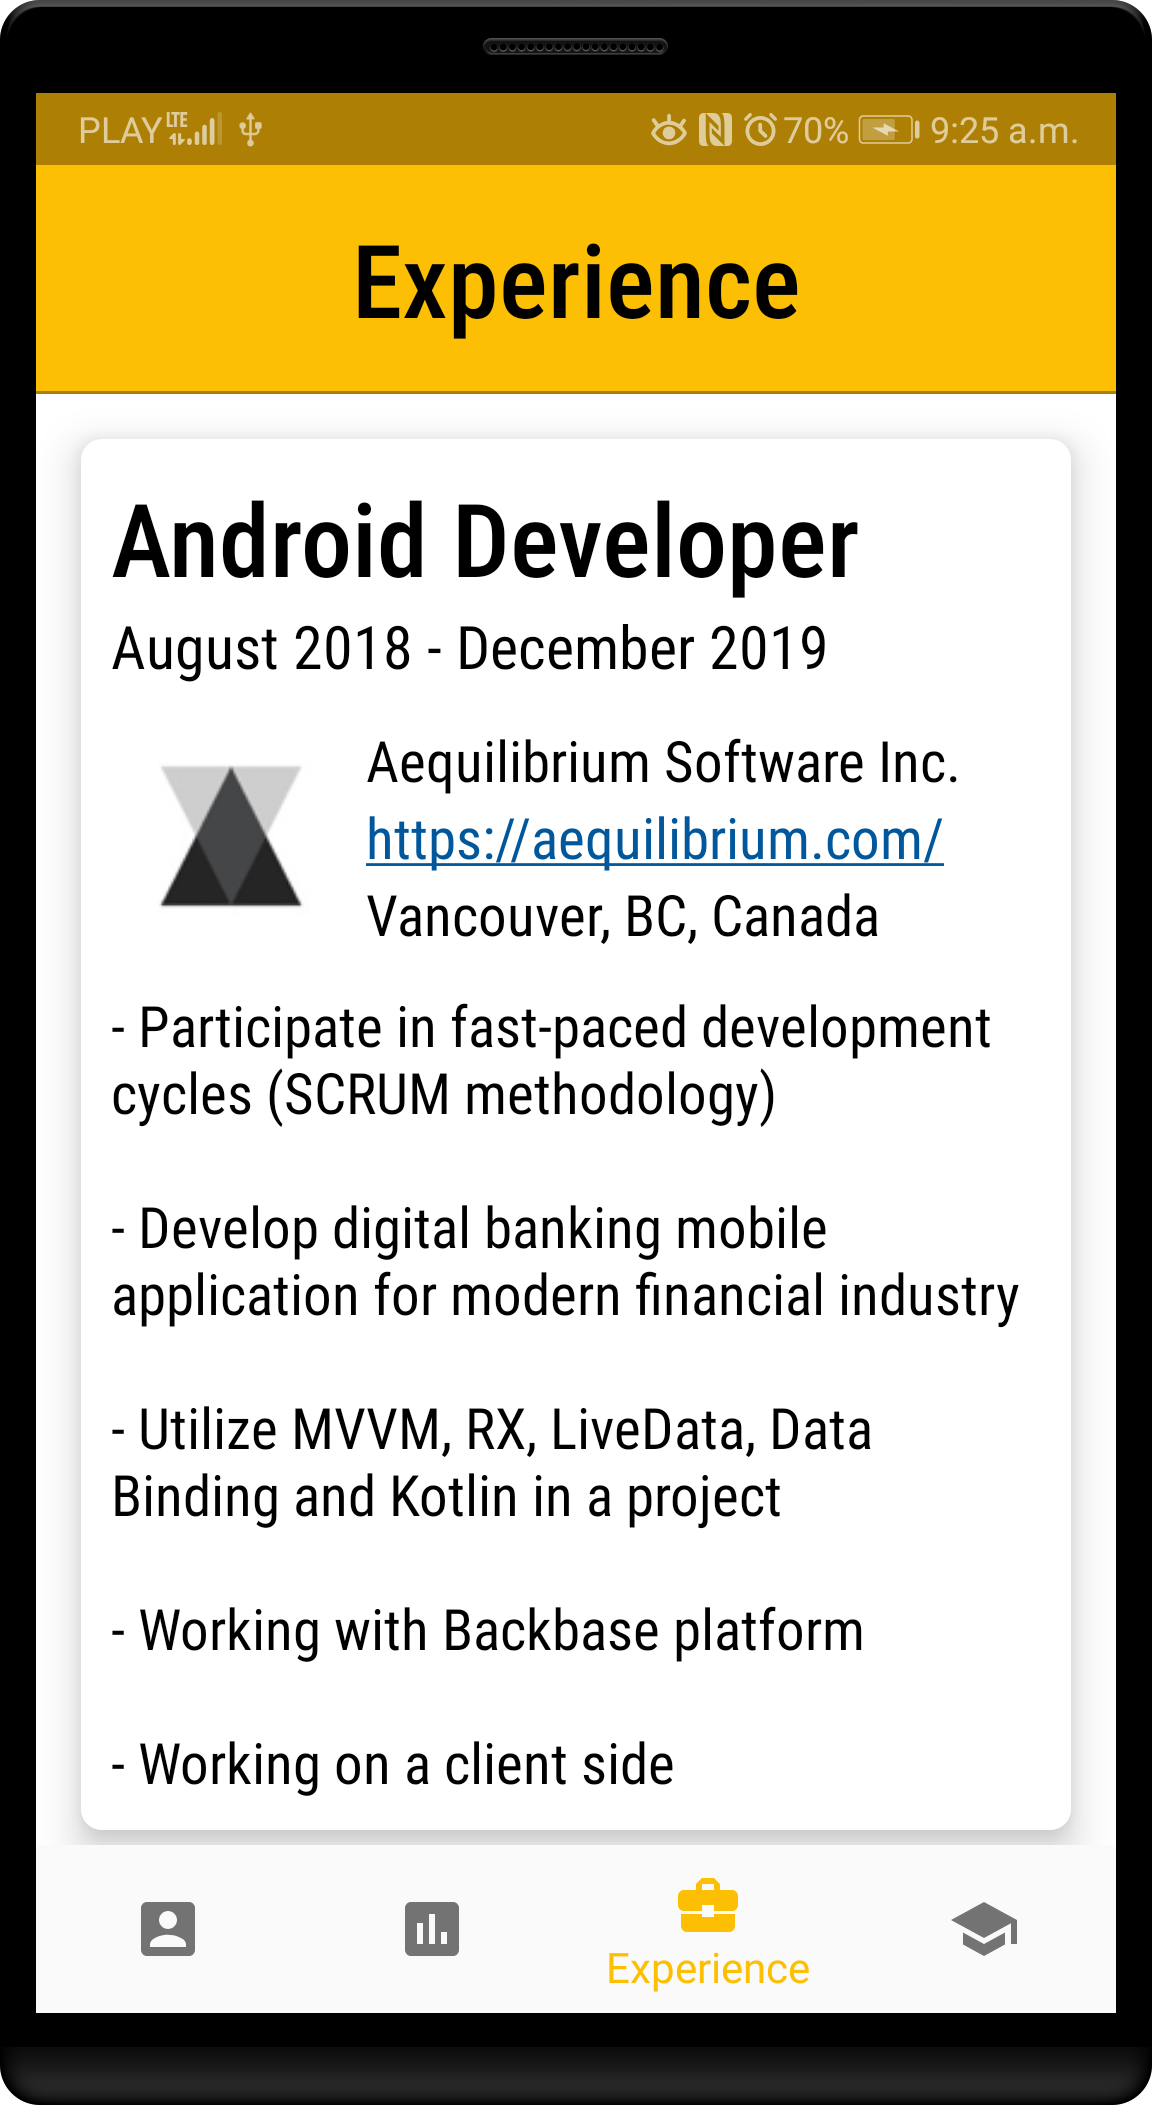 PLAY LTE 70% 9:25 a.m.
Experience
Android Developer
August 2018 - December 2019
Aequilibrium Software Inc.
https://aequilibrium.com/
Vancouver, BC, Canada
- Participate in fast-paced development
cycles (SCRUM methodology)
- Develop digital banking mobile
application for modern financial industry
- Utilize MVVM, RX, LiveData, Data
Binding and Kotlin in a project
- Working with Backbase platform
- Working on a client side
Experience